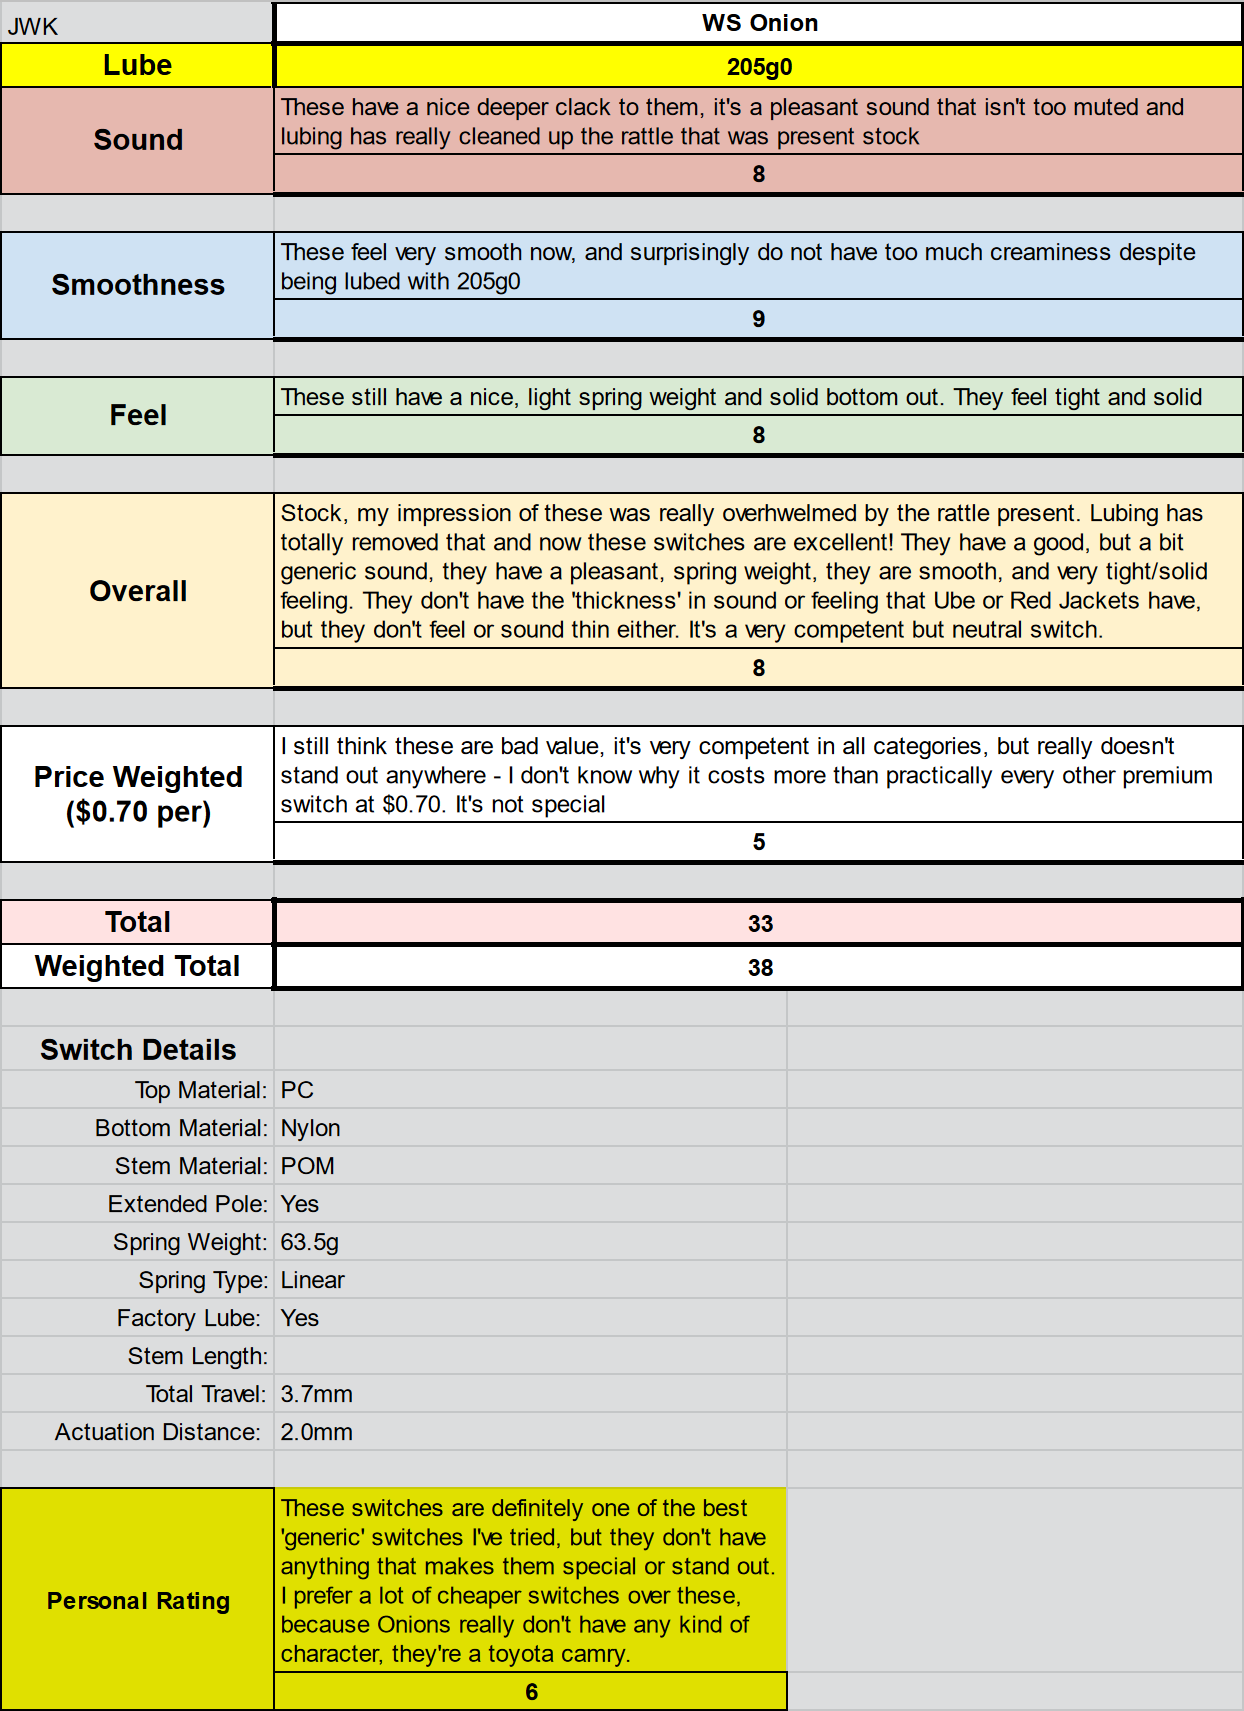 JWK
WS Onion
Lube
205g0
Sound
These have a nice deeper clack to them, it's a pleasant sound that isn't too muted and
lubing has really cleaned up the rattle that was present stock
8
Smoothness
These feel very smooth now, and surprisingly do not have too much creaminess despite
being lubed with 205g0
9
Feel
These still have a nice, light spring weight and solid bottom out. They feel tight and solid
8
Overall
Stock, my impression of these was really overhwelmed by the rattle present. Lubing has
totally removed that and now these switches are excellent! They have a good, but a bit
generic sound, they have a pleasant, spring weight, they are smooth, and very tight/solid
feeling. They don't have the 'thickness' in sound or feeling that Ube or Red Jackets have,
but they don't feel or sound thin either. It's a very competent but neutral switch.
8
Price Weighted
($0.70 per)
I still think these are bad value, it's very competent in all categories, but really doesn't
stand out anywhere - I don't know why it costs more than practically every other premium
switch at $0.70. It's not special
5
Total
33
Weighted Total
38
Switch Details
Top Material: PC
Bottom Material: Nylon
Stem Material: POM
Extended Pole: Yes
Spring Weight: 63.5g
Spring Type: Linear
Factory Lube: Yes
Stem Length:
Total Travel: 3.7mm
Actuation Distance: 2.0mm
Personal Rating
These switches are definitely one of the best
'generic' switches I've tried, but they don't have
anything that makes them special or stand out.
I prefer a lot of cheaper switches over these,
because Onions really don't have any kind of
character, they're a toyota camry.
6